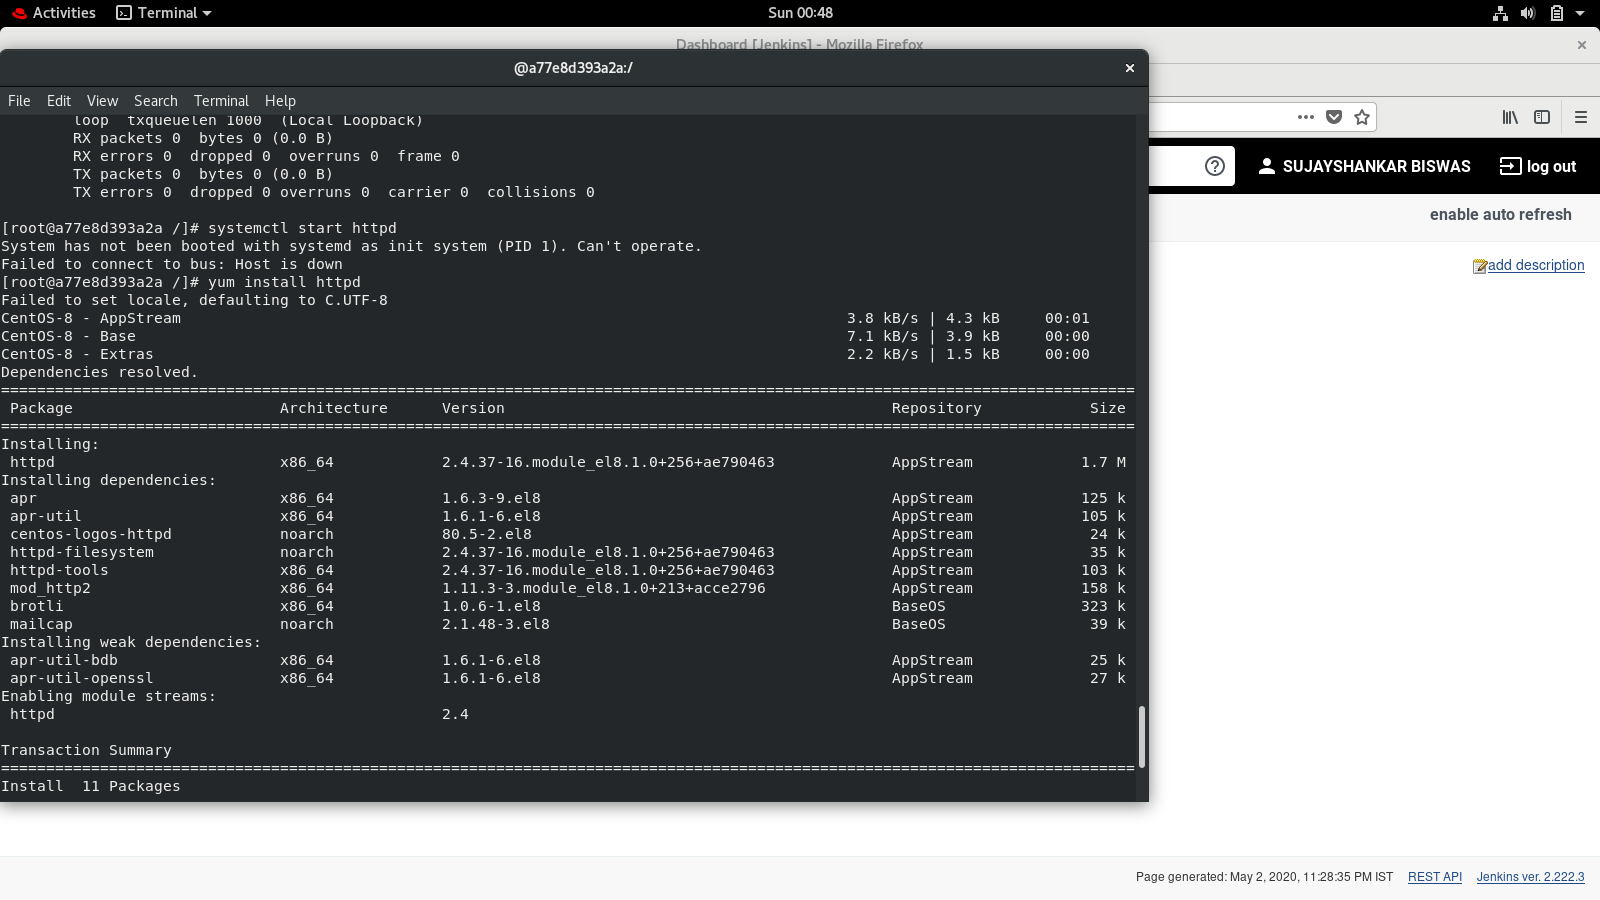 Activities Terminal Sun 00:48
Dashboard [Jenkins] - Mozilla Firefox
@a77e8d393a2a:/
File Edit View Search Terminal Help
loop  txqueuelen 1000  (Local Loopback)
RX packets 0  bytes 0 (0.0 B)
RX errors 0  dropped 0  overruns 0  frame 0
TX packets 0  bytes 0 (0.0 B)
TX errors 0  dropped 0 overruns 0  carrier 0  collisions 0
[root@a77e8d393a2a /]# systemctl start httpd
System has not been booted with systemd as init system (PID 1). Can't operate.
Failed to connect to bus: Host is down
[root@a77e8d393a2a /]# yum install httpd
Failed to set locale, defaulting to C.UTF-8
CentOS-8 - AppStream 3.8 kB/s | 4.3 kB 00:01
CentOS-8 - Base 7.1 kB/s | 3.9 kB 00:00
CentOS-8 - Extras 2.2 kB/s | 1.5 kB 00:00
Dependencies resolved.
================================================================================
Package Architecture Version Repository Size
================================================================================
Installing:
httpd x86_64 2.4.37-16.module_el8.1.0+256+ae790463 AppStream 1.7 M
Installing dependencies:
apr x86_64 1.6.3-9.el8 AppStream 125 k
apr-util x86_64 1.6.1-6.el8 AppStream 105 k
centos-logos-httpd noarch 80.5-2.el8 AppStream 24 k
httpd-filesystem noarch 2.4.37-16.module_el8.1.0+256+ae790463 AppStream 35 k
httpd-tools x86_64 2.4.37-16.module_el8.1.0+256+ae790463 AppStream 103 k
mod_http2 x86_64 1.11.3-3.module_el8.1.0+213+acce2796 AppStream 158 k
brotli x86_64 1.0.6-1.el8 BaseOS 323 k
mailcap noarch 2.1.48-3.el8 BaseOS 39 k
Installing weak dependencies:
apr-util-bdb x86_64 1.6.1-6.el8 AppStream 25 k
apr-util-openssl x86_64 1.6.1-6.el8 AppStream 27 k
Enabling module streams:
httpd 2.4
Transaction Summary
================================================================================
Install  11 Packages
SUJAYSHANKAR BISWAS log out
enable auto refresh
add description
Page generated: May 2, 2020, 11:28:35 PM IST REST API Jenkins ver. 2.222.3